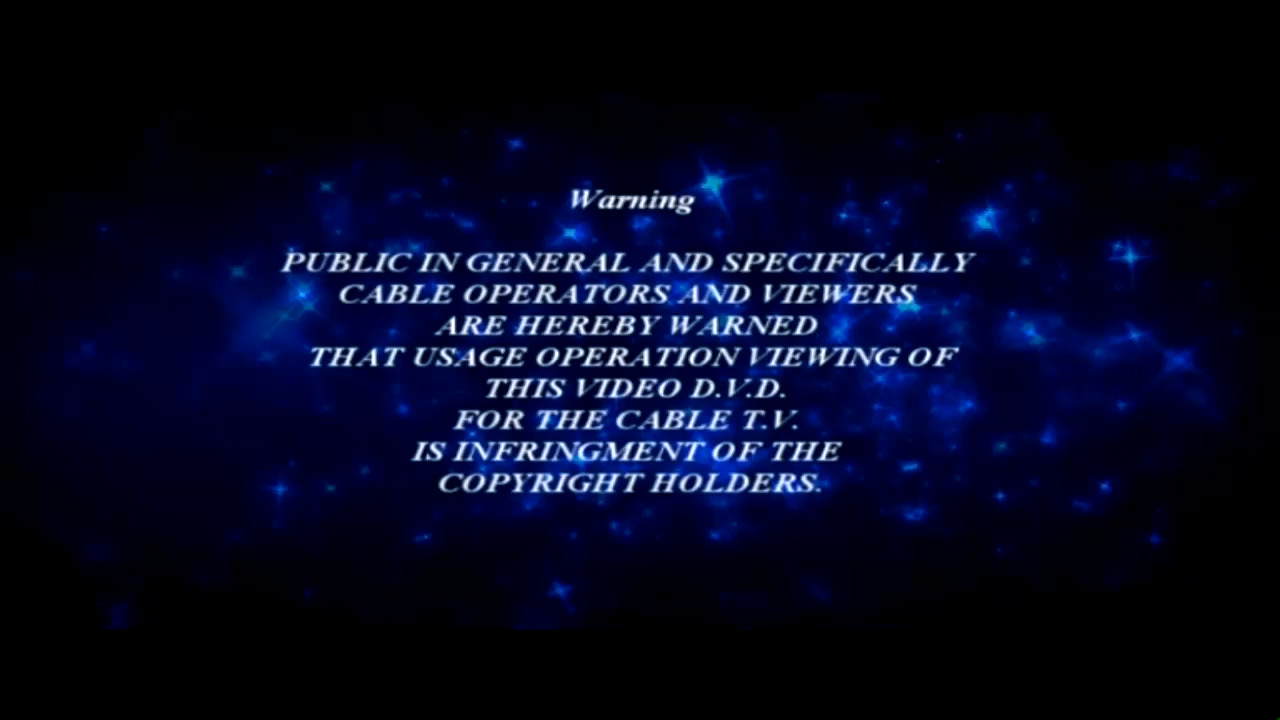 Warning
PUBLIC IN GENERAL AND SPECIFICALLY
CABLE OPERATORS AND VIEWERS
ARE HEREBY WARNED
THAT USAGE OPERATION VIEWING OF
THIS VIDEO D.V.D.
FOR THE CABLE T.V.
IS INFRINGMENT OF THE
COPYRIGHT HOLDERS.